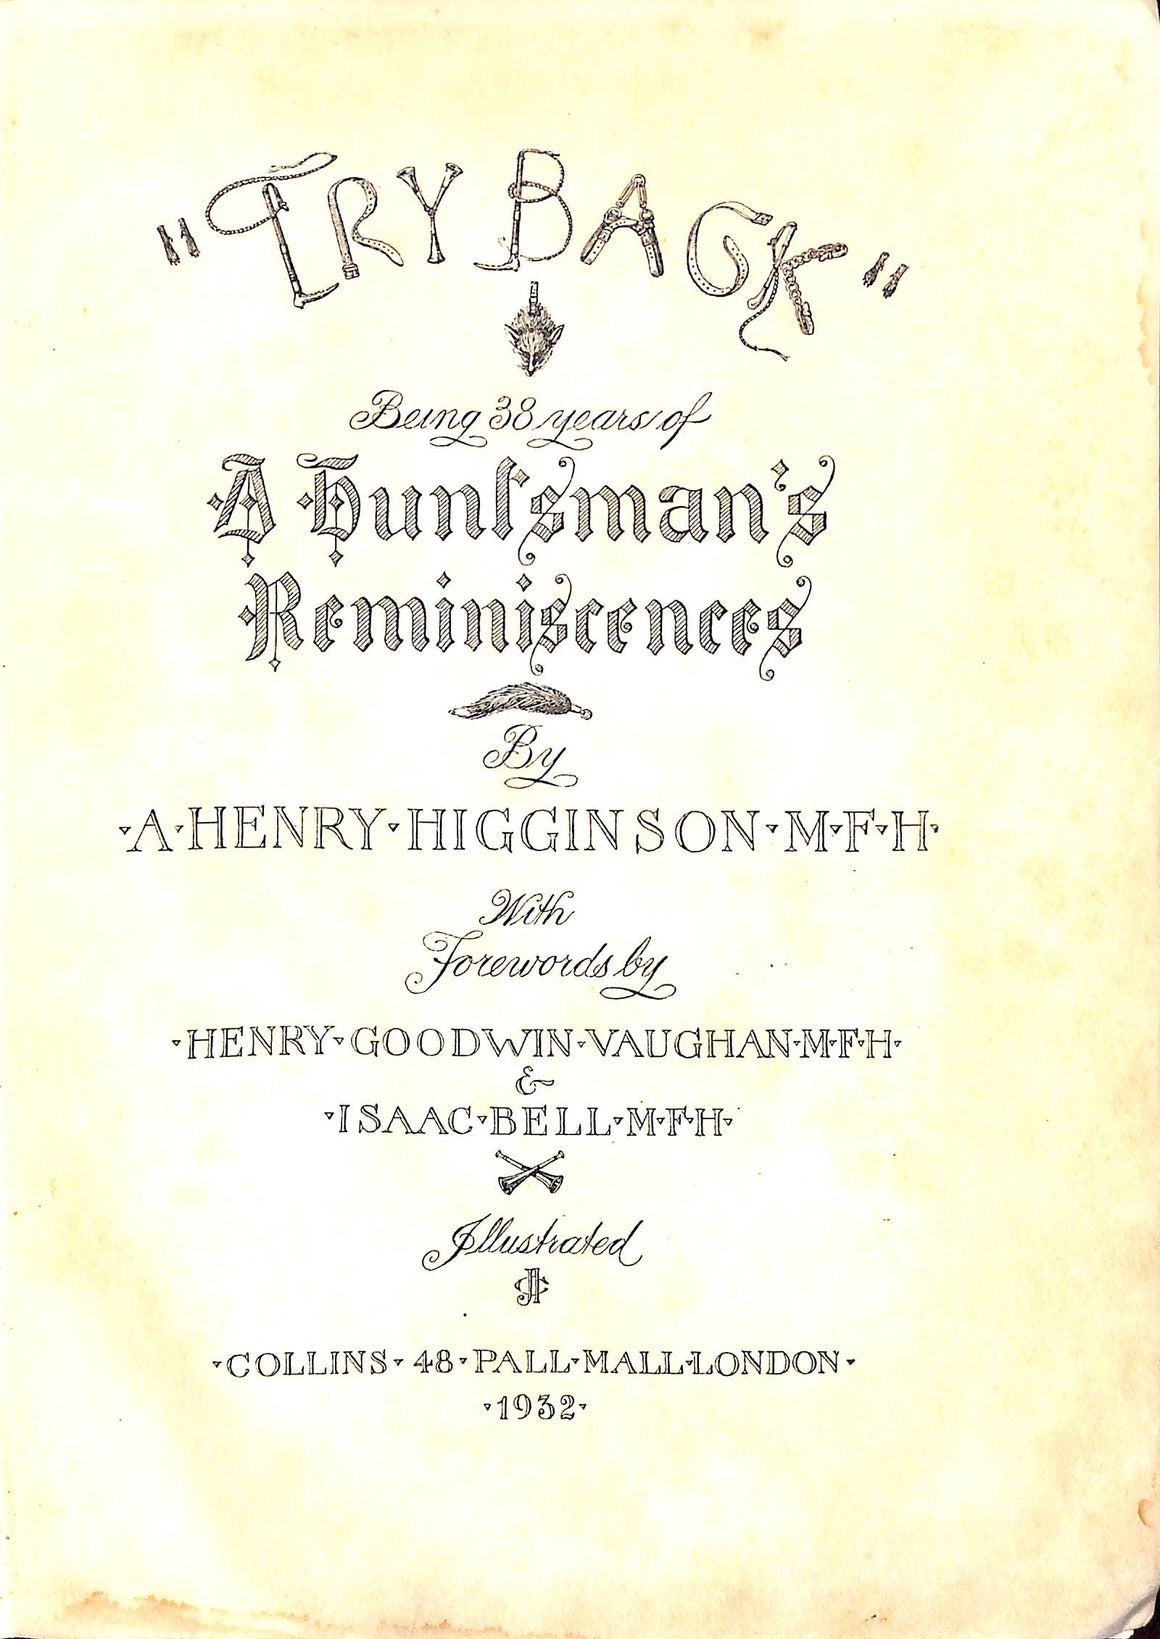 "TRY BACK"
Being 38 years of
A Huntsman's
Reminiscences
By
·A·HENRY·HIGGINSON·M·F·H·
With
Forewords by
·HENRY·GOODWIN·VAUGHAN·M·F·H·
&
·ISAAC·BELL·M·F·H·
Illustrated
·COLLINS·48·PALL·MALL·LONDON·
·1932·